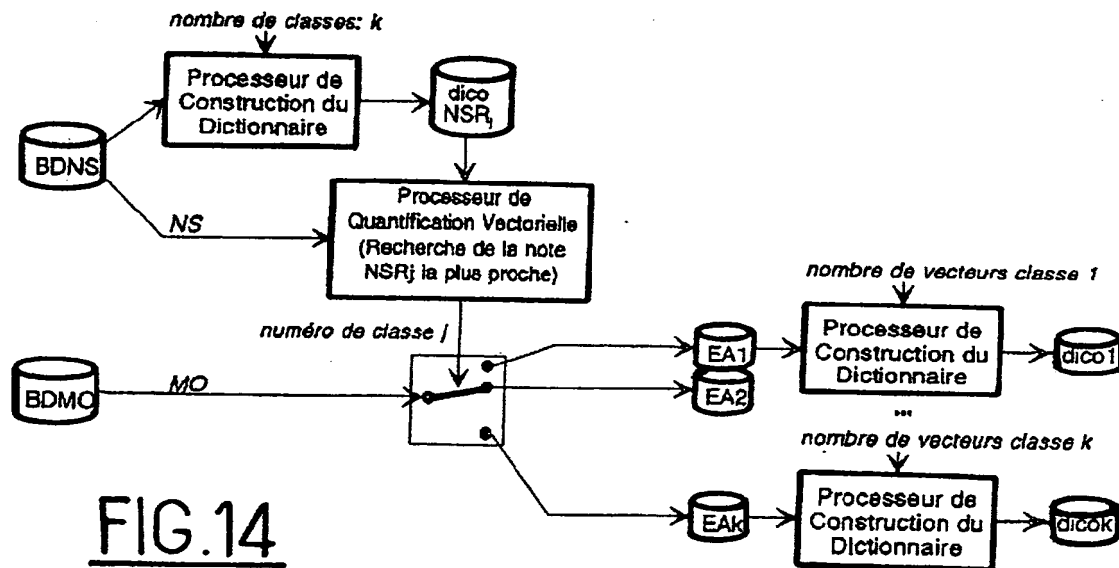 nombre de classes: k
Processeur de
Construction du
Dictionnaire
dico
NSRj
BDNS
NS
Processeur de
Quantification Vectorielle
(Recherche de la note
NSRj la plus proche)
numéro de classe j
BDMO
MO
EA1
EA2
nombre de vecteurs classe 1
Processeur de
Construction du
Dictionnaire
dico1
...
nombre de vecteurs classe k
EAk
Processeur de
Construction du
Dictionnaire
dicok
FIG.14